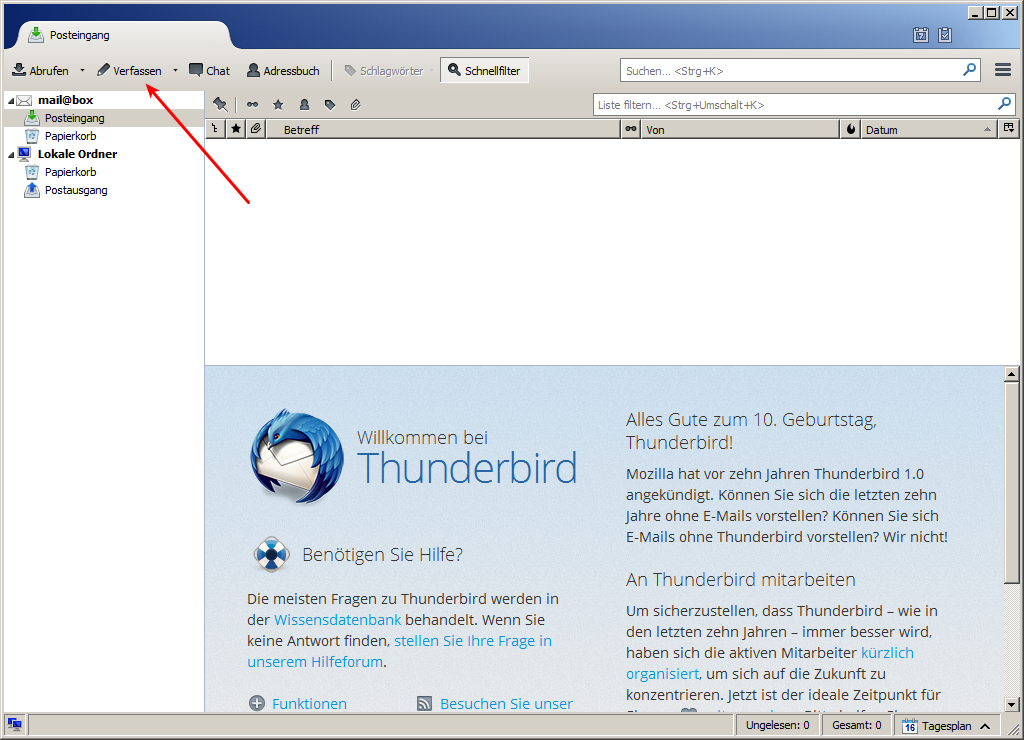 Posteingang
Abrufen Verfassen Chat Adressbuch Schlagwörter Schnellfilter Suchen... <Strg+K>
mail@box
Liste filtern... <Strg+Umschalt+K>
Posteingang
Betreff Von Datum
Papierkorb
Lokale Ordner
Papierkorb
Postausgang
Willkommen bei
Thunderbird
Benötigen Sie Hilfe?
Die meisten Fragen zu Thunderbird werden in
der Wissensdatenbank behandelt. Wenn Sie
keine Antwort finden, stellen Sie Ihre Frage in
unserem Hilfeforum.
Funktionen
Besuchen Sie unser
Alles Gute zum 10. Geburtstag,
Thunderbird!
Mozilla hat vor zehn Jahren Thunderbird 1.0
angekündigt. Können Sie sich die letzten zehn
Jahre ohne E-Mails vorstellen? Können Sie sich
E-Mails ohne Thunderbird vorstellen? Wir nicht!
An Thunderbird mitarbeiten
Um sicherzustellen, dass Thunderbird – wie in
den letzten zehn Jahren – immer besser wird,
haben sich die aktiven Mitarbeiter kürzlich
organisiert, um sich auf die Zukunft zu
konzentrieren. Jetzt ist der ideale Zeitpunkt für
Ungelesen: 0 Gesamt: 0 16 Tagesplan